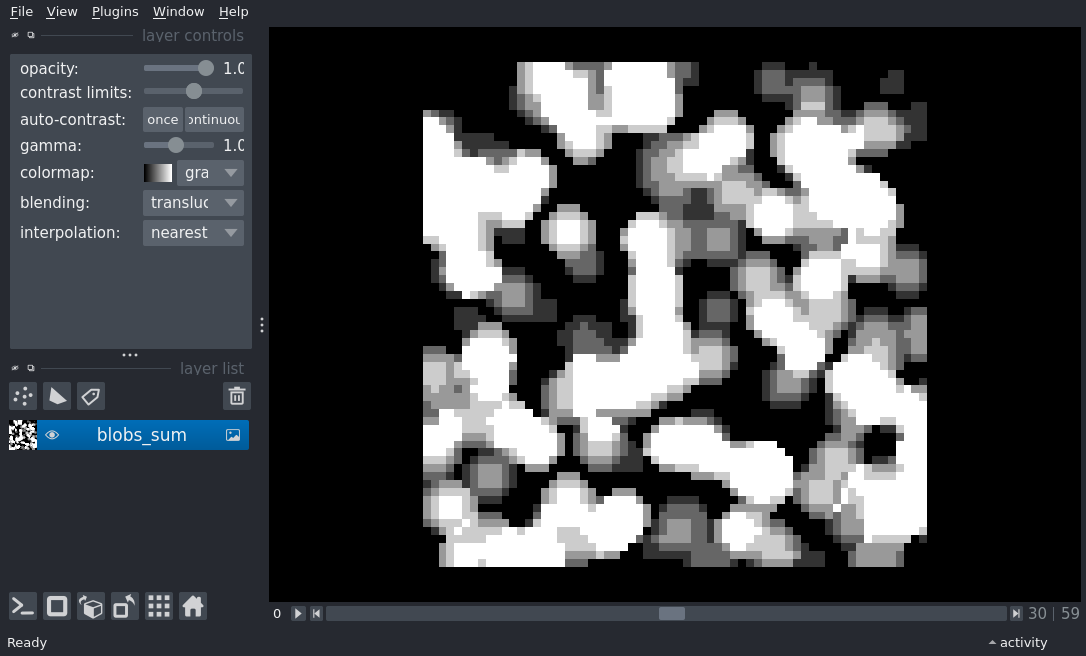 File View Plugins Window Help
layer controls
opacity: 1.0
contrast limits:
auto-contrast: once ontinuou
gamma: 1.0
colormap: gra
blending: transluc
interpolation: nearest
layer list
blobs_sum
0 30 | 59
Ready activity